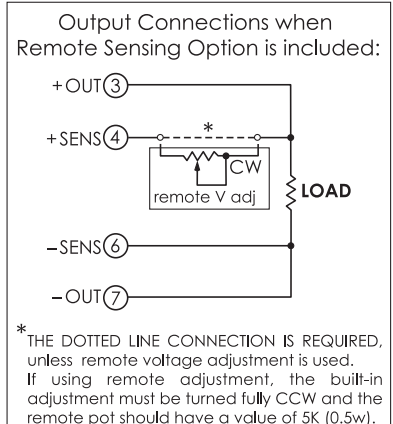 Output Connections when
Remote Sensing Option is included:
+OUT 3
+SENS 4
*
CW
remote V adj
LOAD
−SENS 6
−OUT 7
*THE DOTTED LINE CONNECTION IS REQUIRED,
unless remote voltage adjustment is used.
If using remote adjustment, the built-in
adjustment must be turned fully CCW and the
remote pot should have a value of 5K (0.5w).